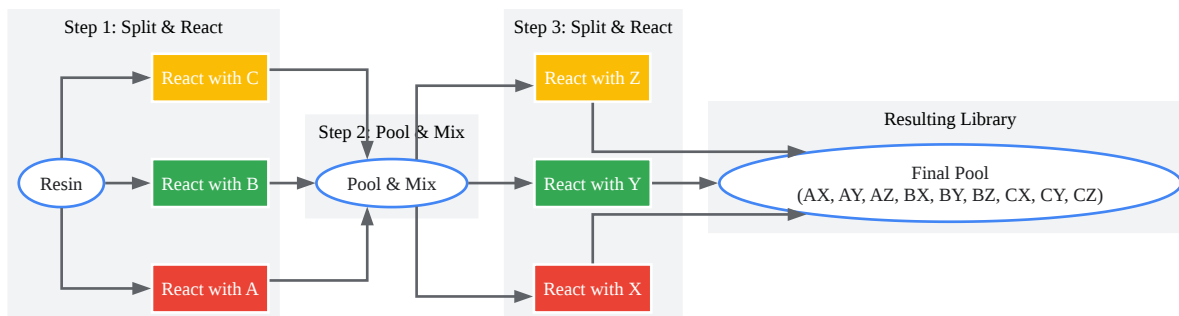 Step 1: Split & React
React with C
Resin
React with B
React with A
Step 2: Pool & Mix
Pool & Mix
Step 3: Split & React
React with Z
React with Y
React with X
Resulting Library
Final Pool
(AX, AY, AZ, BX, BY, BZ, CX, CY, CZ)